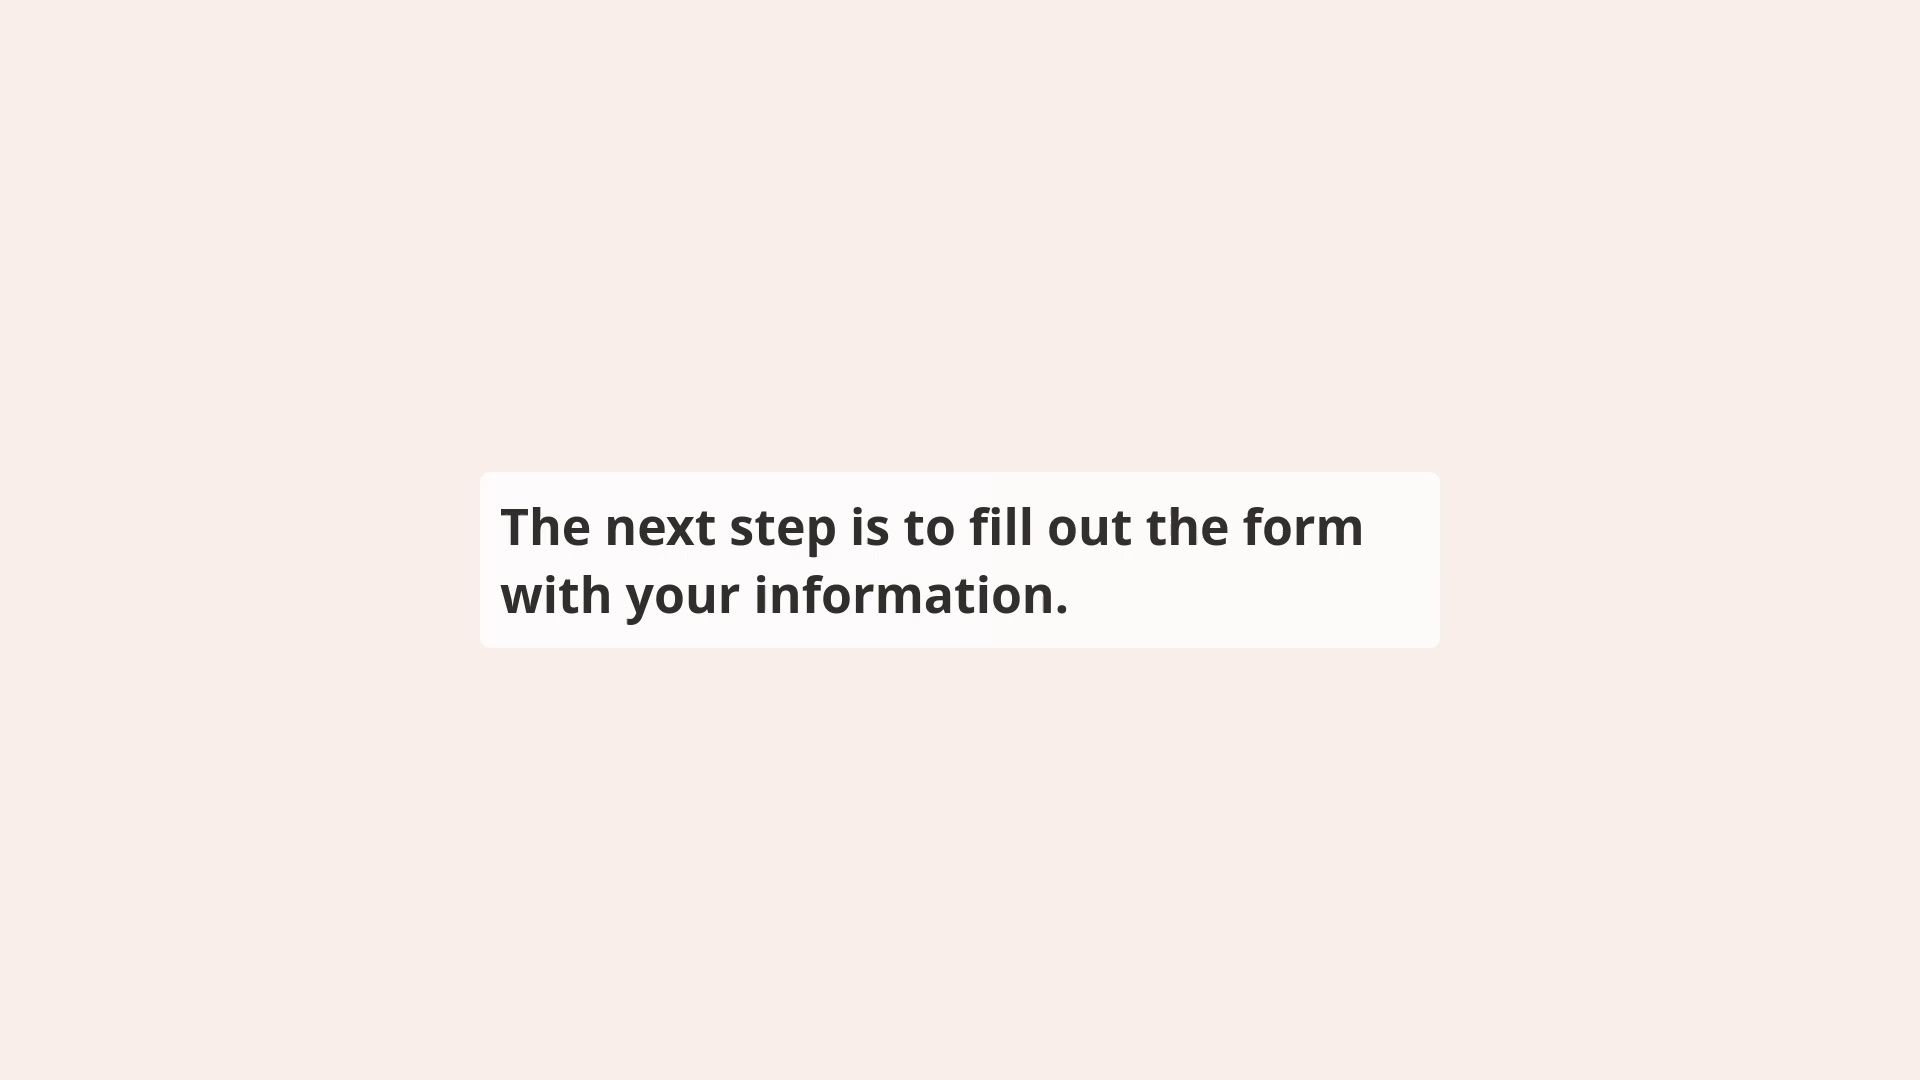 The next step is to fill out the form
with your information.